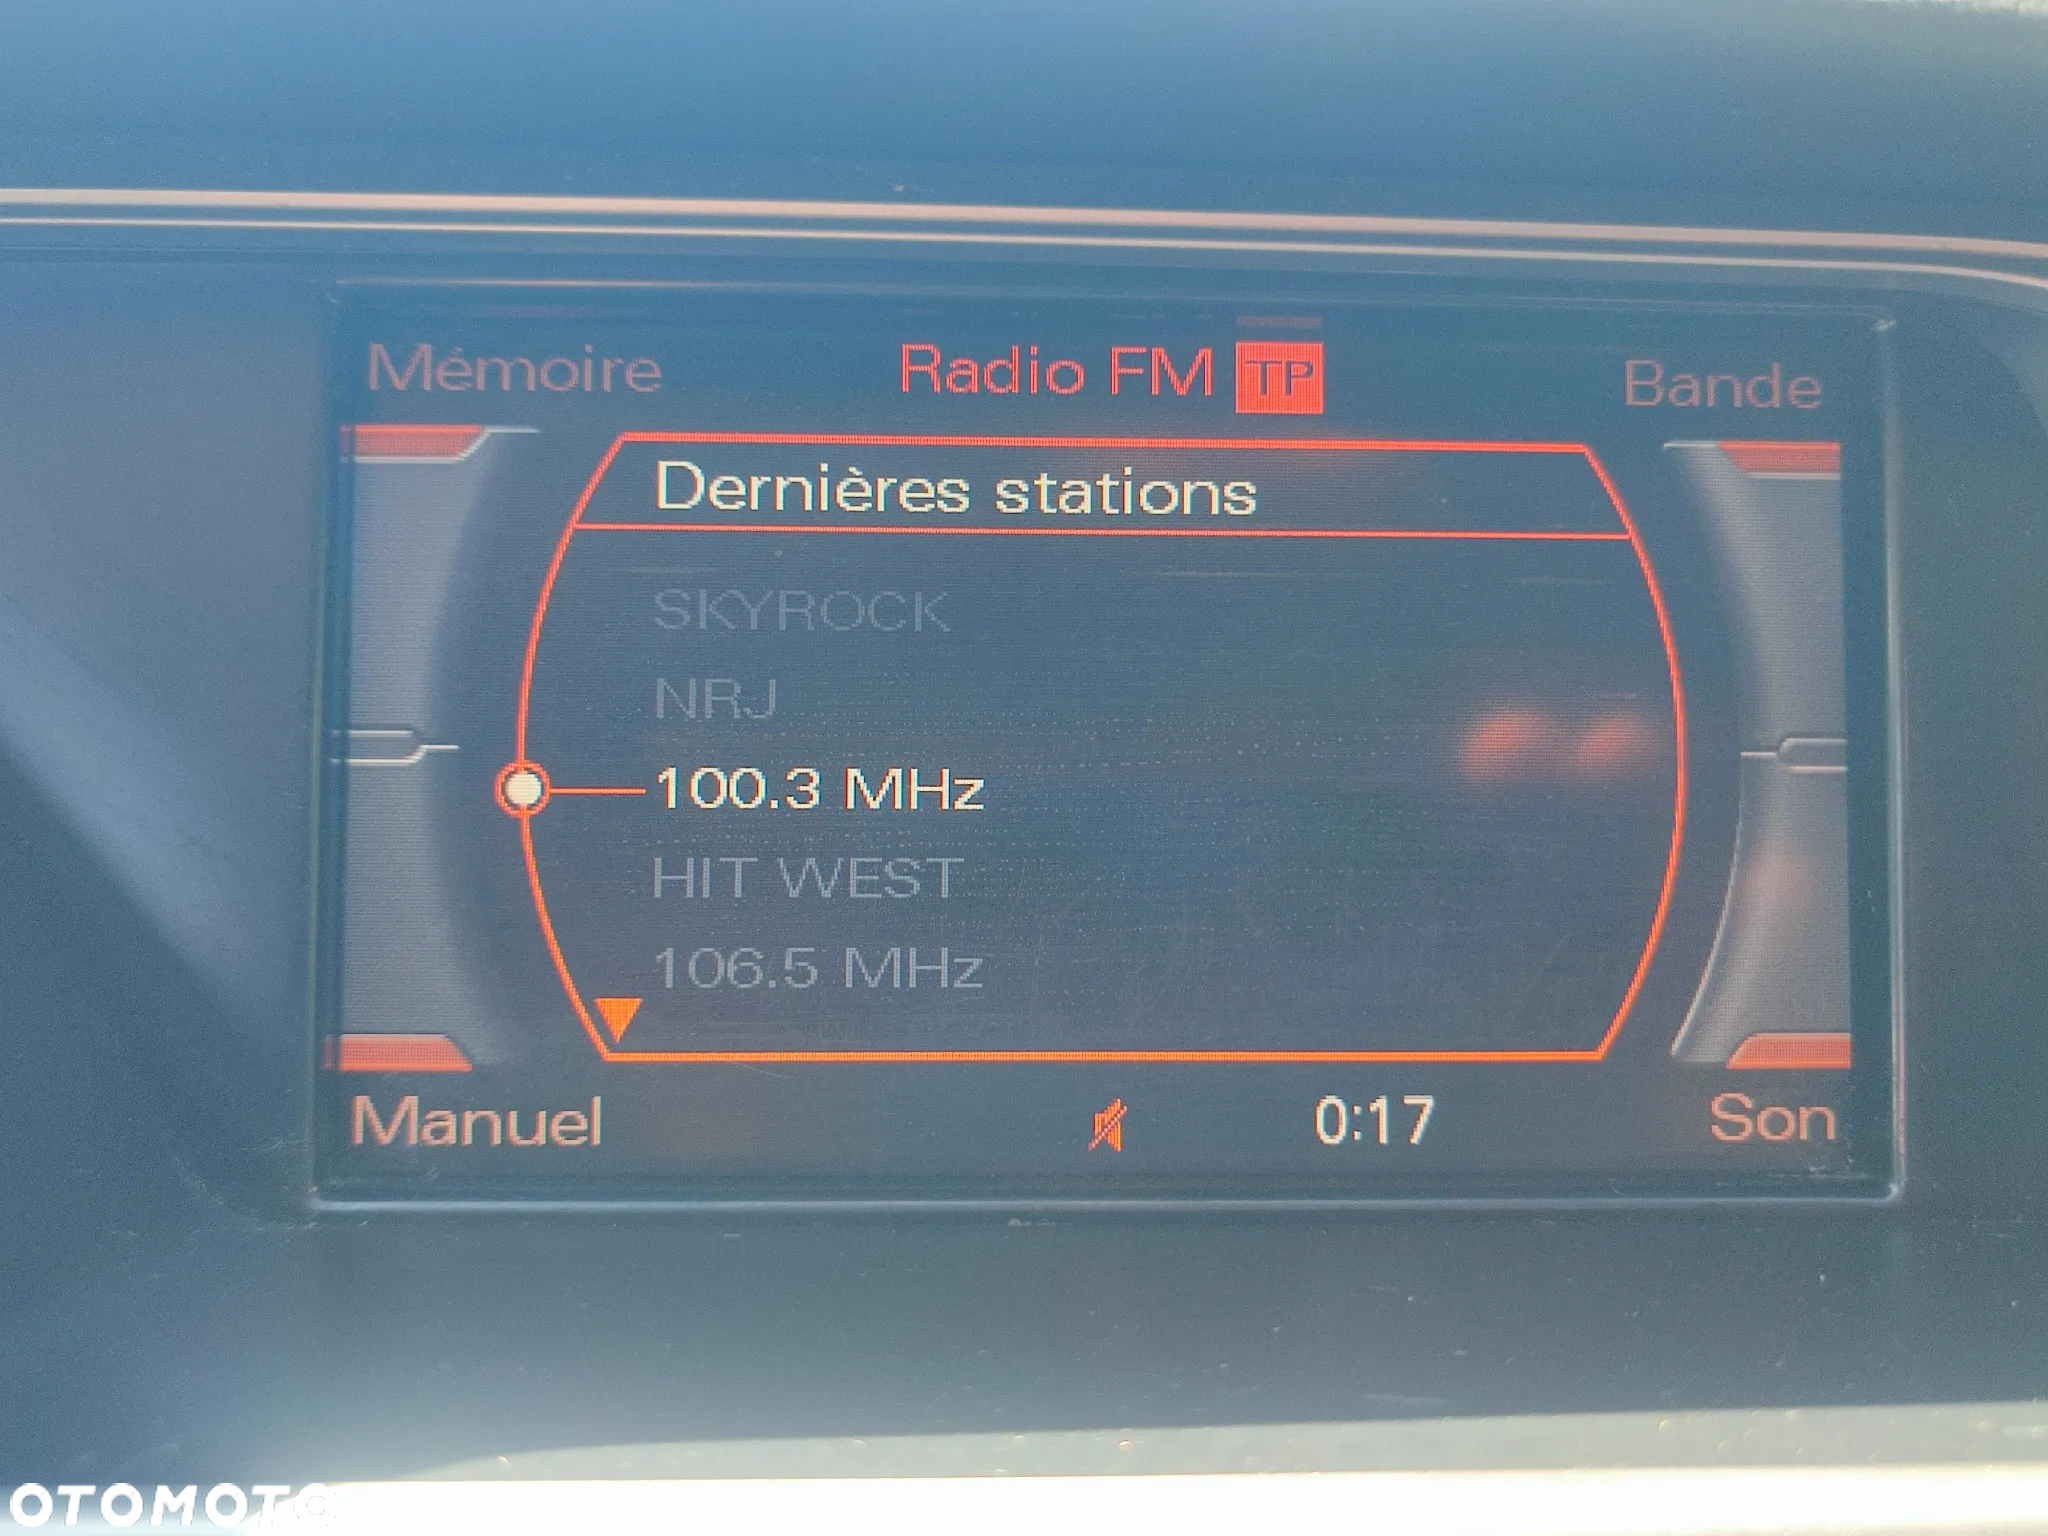 Mémoire
Radio FM TP
Bande
Dernières stations
SKYROCK
NRJ
100.3 MHz
HIT WEST
106.5 MHz
Manuel
0:17
Son
OTOMOTO